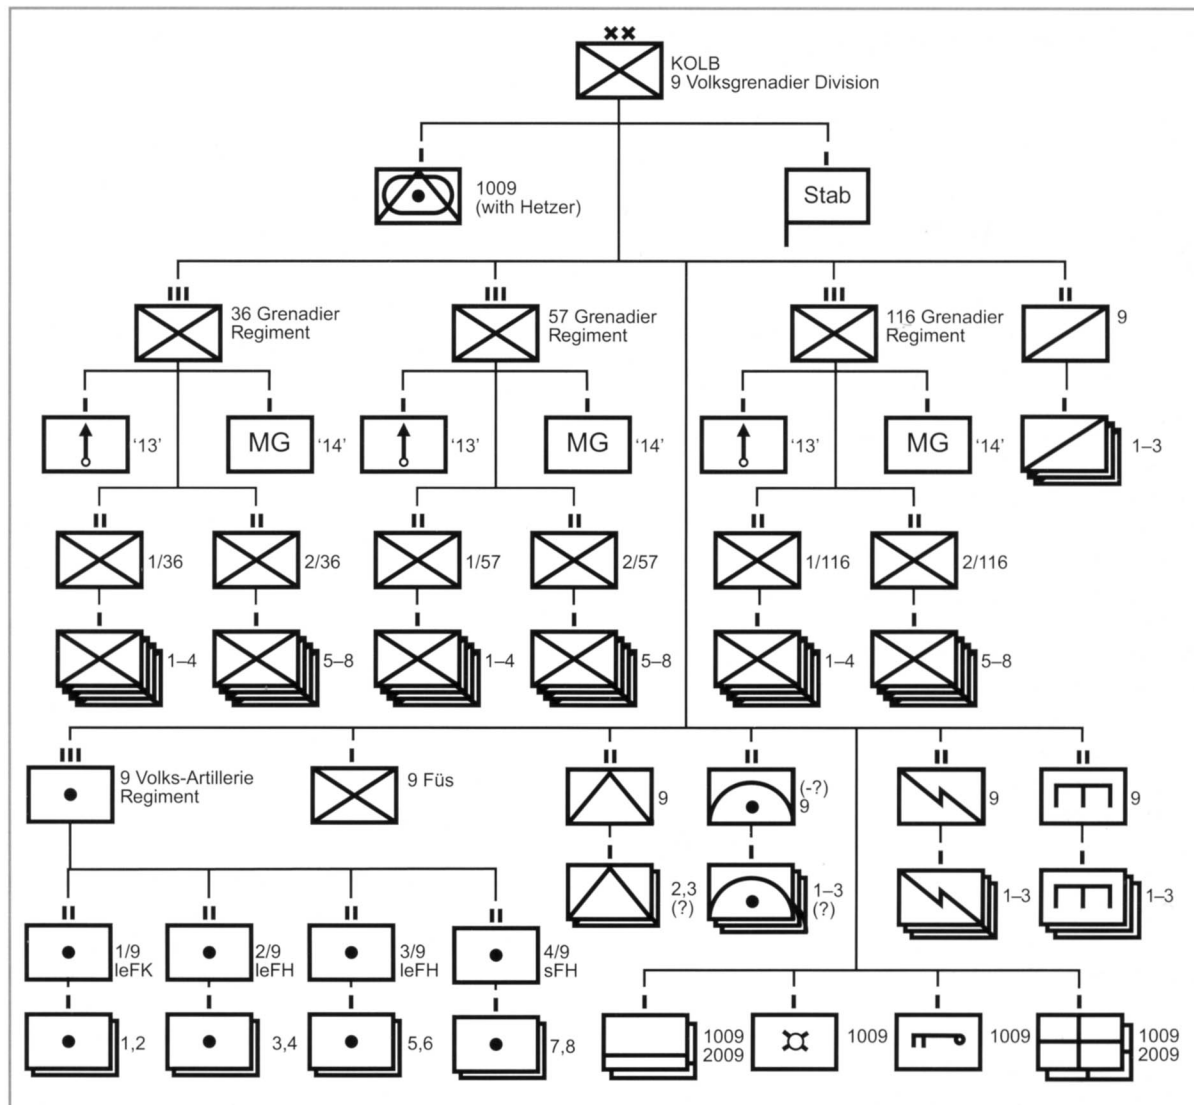 KOLB
9 Volksgrenadier Division
1009
(with Hetzer)
Stab
36 Grenadier
Regiment
57 Grenadier
Regiment
116 Grenadier
Regiment
9
‘13’
MG
‘14’
‘13’
MG
‘14’
‘13’
MG
‘14’
1–3
1/36
2/36
1/57
2/57
1/116
2/116
1–4
5–8
1–4
5–8
1–4
5–8
9 Volks-Artillerie
Regiment
9 Füs
9
(-?)
9
9
9
2,3
(?)
1–3
(?)
1–3
1–3
1/9
leFK
2/9
leFH
3/9
leFH
4/9
sFH
1,2
3,4
5,6
7,8
1009
2009
1009
1009
1009
2009